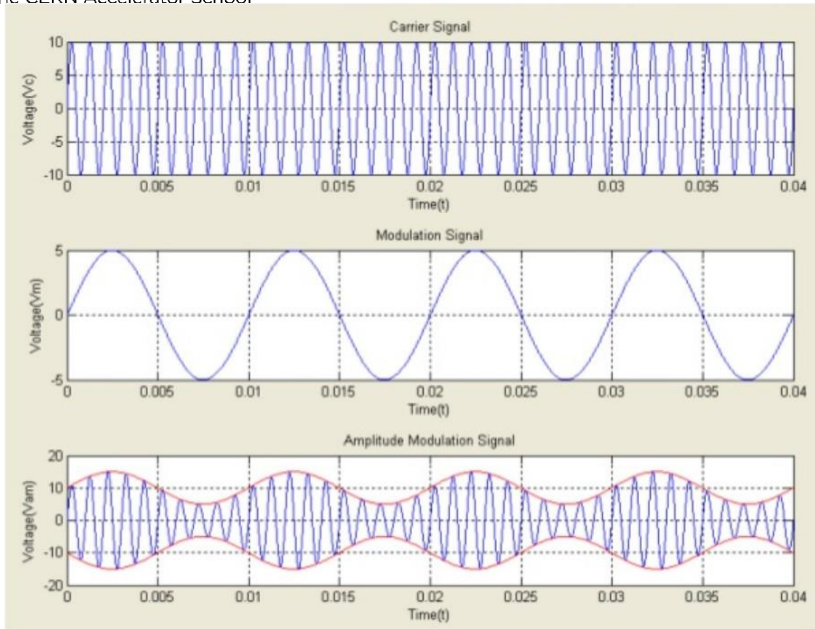 The CERN Accelerator School
Carrier Signal
10
5
0
-5
-10
Voltage(Vc)
0 0.005 0.01 0.015 0.02 0.025 0.03 0.035 0.04
Time(t)
Modulation Signal
5
0
-5
Voltage(Vm)
0 0.005 0.01 0.015 0.02 0.025 0.03 0.035 0.04
Time(t)
Amplitude Modulation Signal
20
10
0
-10
-20
Voltage(Vam)
0 0.005 0.01 0.015 0.02 0.025 0.03 0.035 0.04
Time(t)